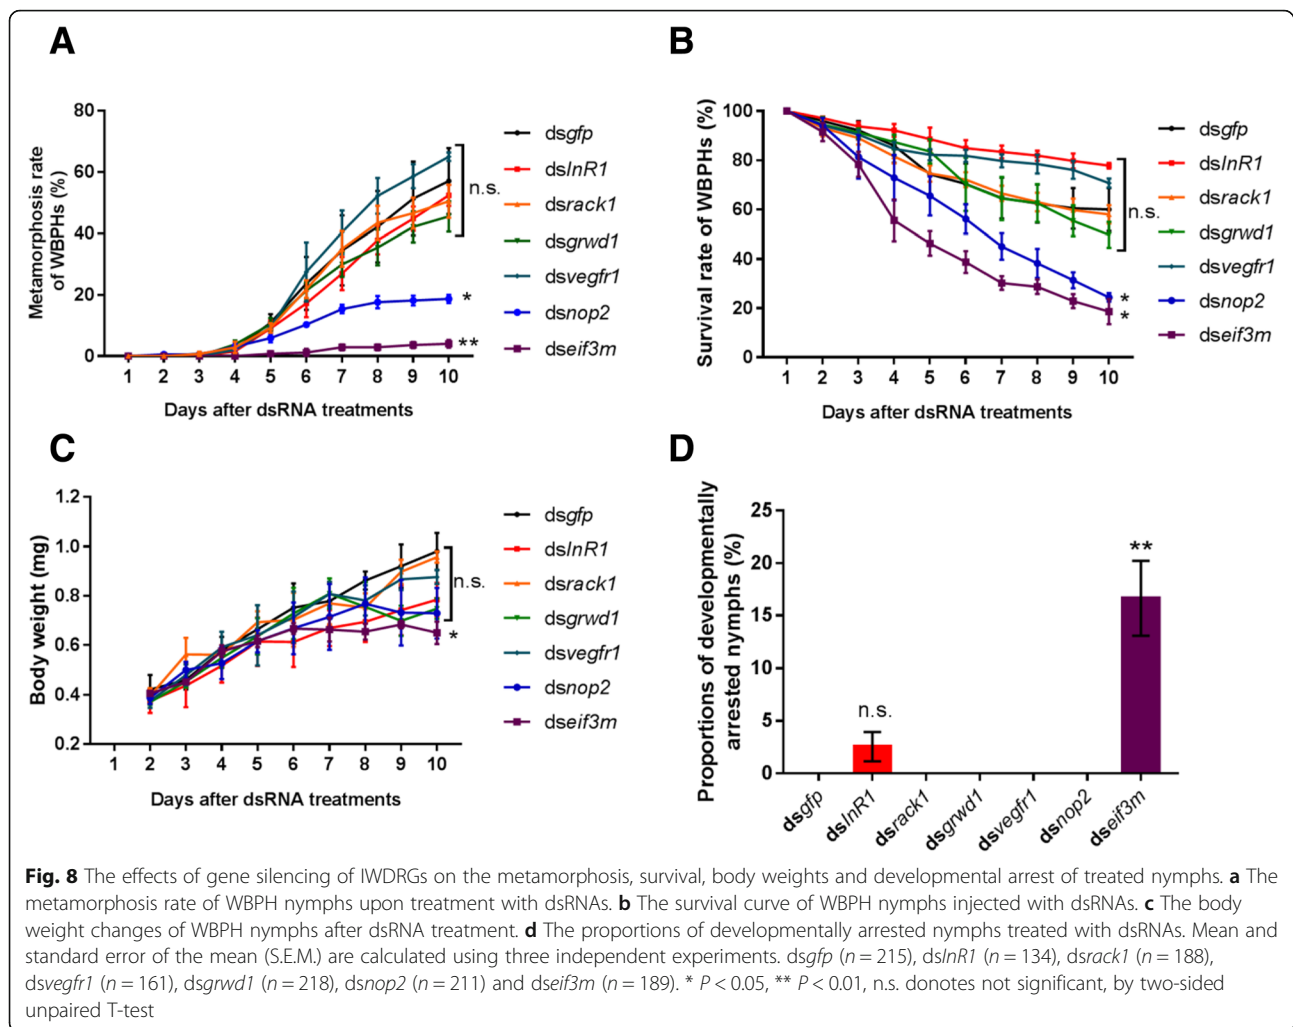 A
Metamorphosis rate
of WBPHs (%)
80
60
40
20
0
1 2 3 4 5 6 7 8 9 10
Days after dsRNA treatments
n.s.
*
**
dsgfp
dsInR1
dsrack1
dsgrwd1
dsvegfr1
dsnop2
dseif3m
B
Survival rate of WBPHs (%)
100
80
60
40
20
0
1 2 3 4 5 6 7 8 9 10
Days after dsRNA treatments
n.s.
*
*
dsgfp
dsInR1
dsrack1
dsgrwd1
dsvegfr1
dsnop2
dseif3m
C
Body weight (mg)
1.2
1.0
0.8
0.6
0.4
0.2
1 2 3 4 5 6 7 8 9 10
Days after dsRNA treatments
n.s.
*
dsgfp
dsInR1
dsrack1
dsgrwd1
dsvegfr1
dsnop2
dseif3m
D
Proportions of developmentally
arrested nymphs (%)
25
20
15
10
5
0
n.s.
**
dsgfp
dsInR1
dsrack1
dsgrwd1
dsvegfr1
dsnop2
dseif3m
Fig. 8 The effects of gene silencing of IWDRGs on the metamorphosis, survival, body weights and developmental arrest of treated nymphs. a The
metamorphosis rate of WBPH nymphs upon treatment with dsRNAs. b The survival curve of WBPH nymphs injected with dsRNAs. c The body
weight changes of WBPH nymphs after dsRNA treatment. d The proportions of developmentally arrested nymphs treated with dsRNAs. Mean and
standard error of the mean (S.E.M.) are calculated using three independent experiments. dsgfp (n = 215), dsInR1 (n = 134), dsrack1 (n = 188),
dsvegfr1 (n = 161), dsgrwd1 (n = 218), dsnop2 (n = 211) and dseif3m (n = 189). * P < 0.05, ** P < 0.01, n.s. donotes not significant, by two-sided
unpaired T-test